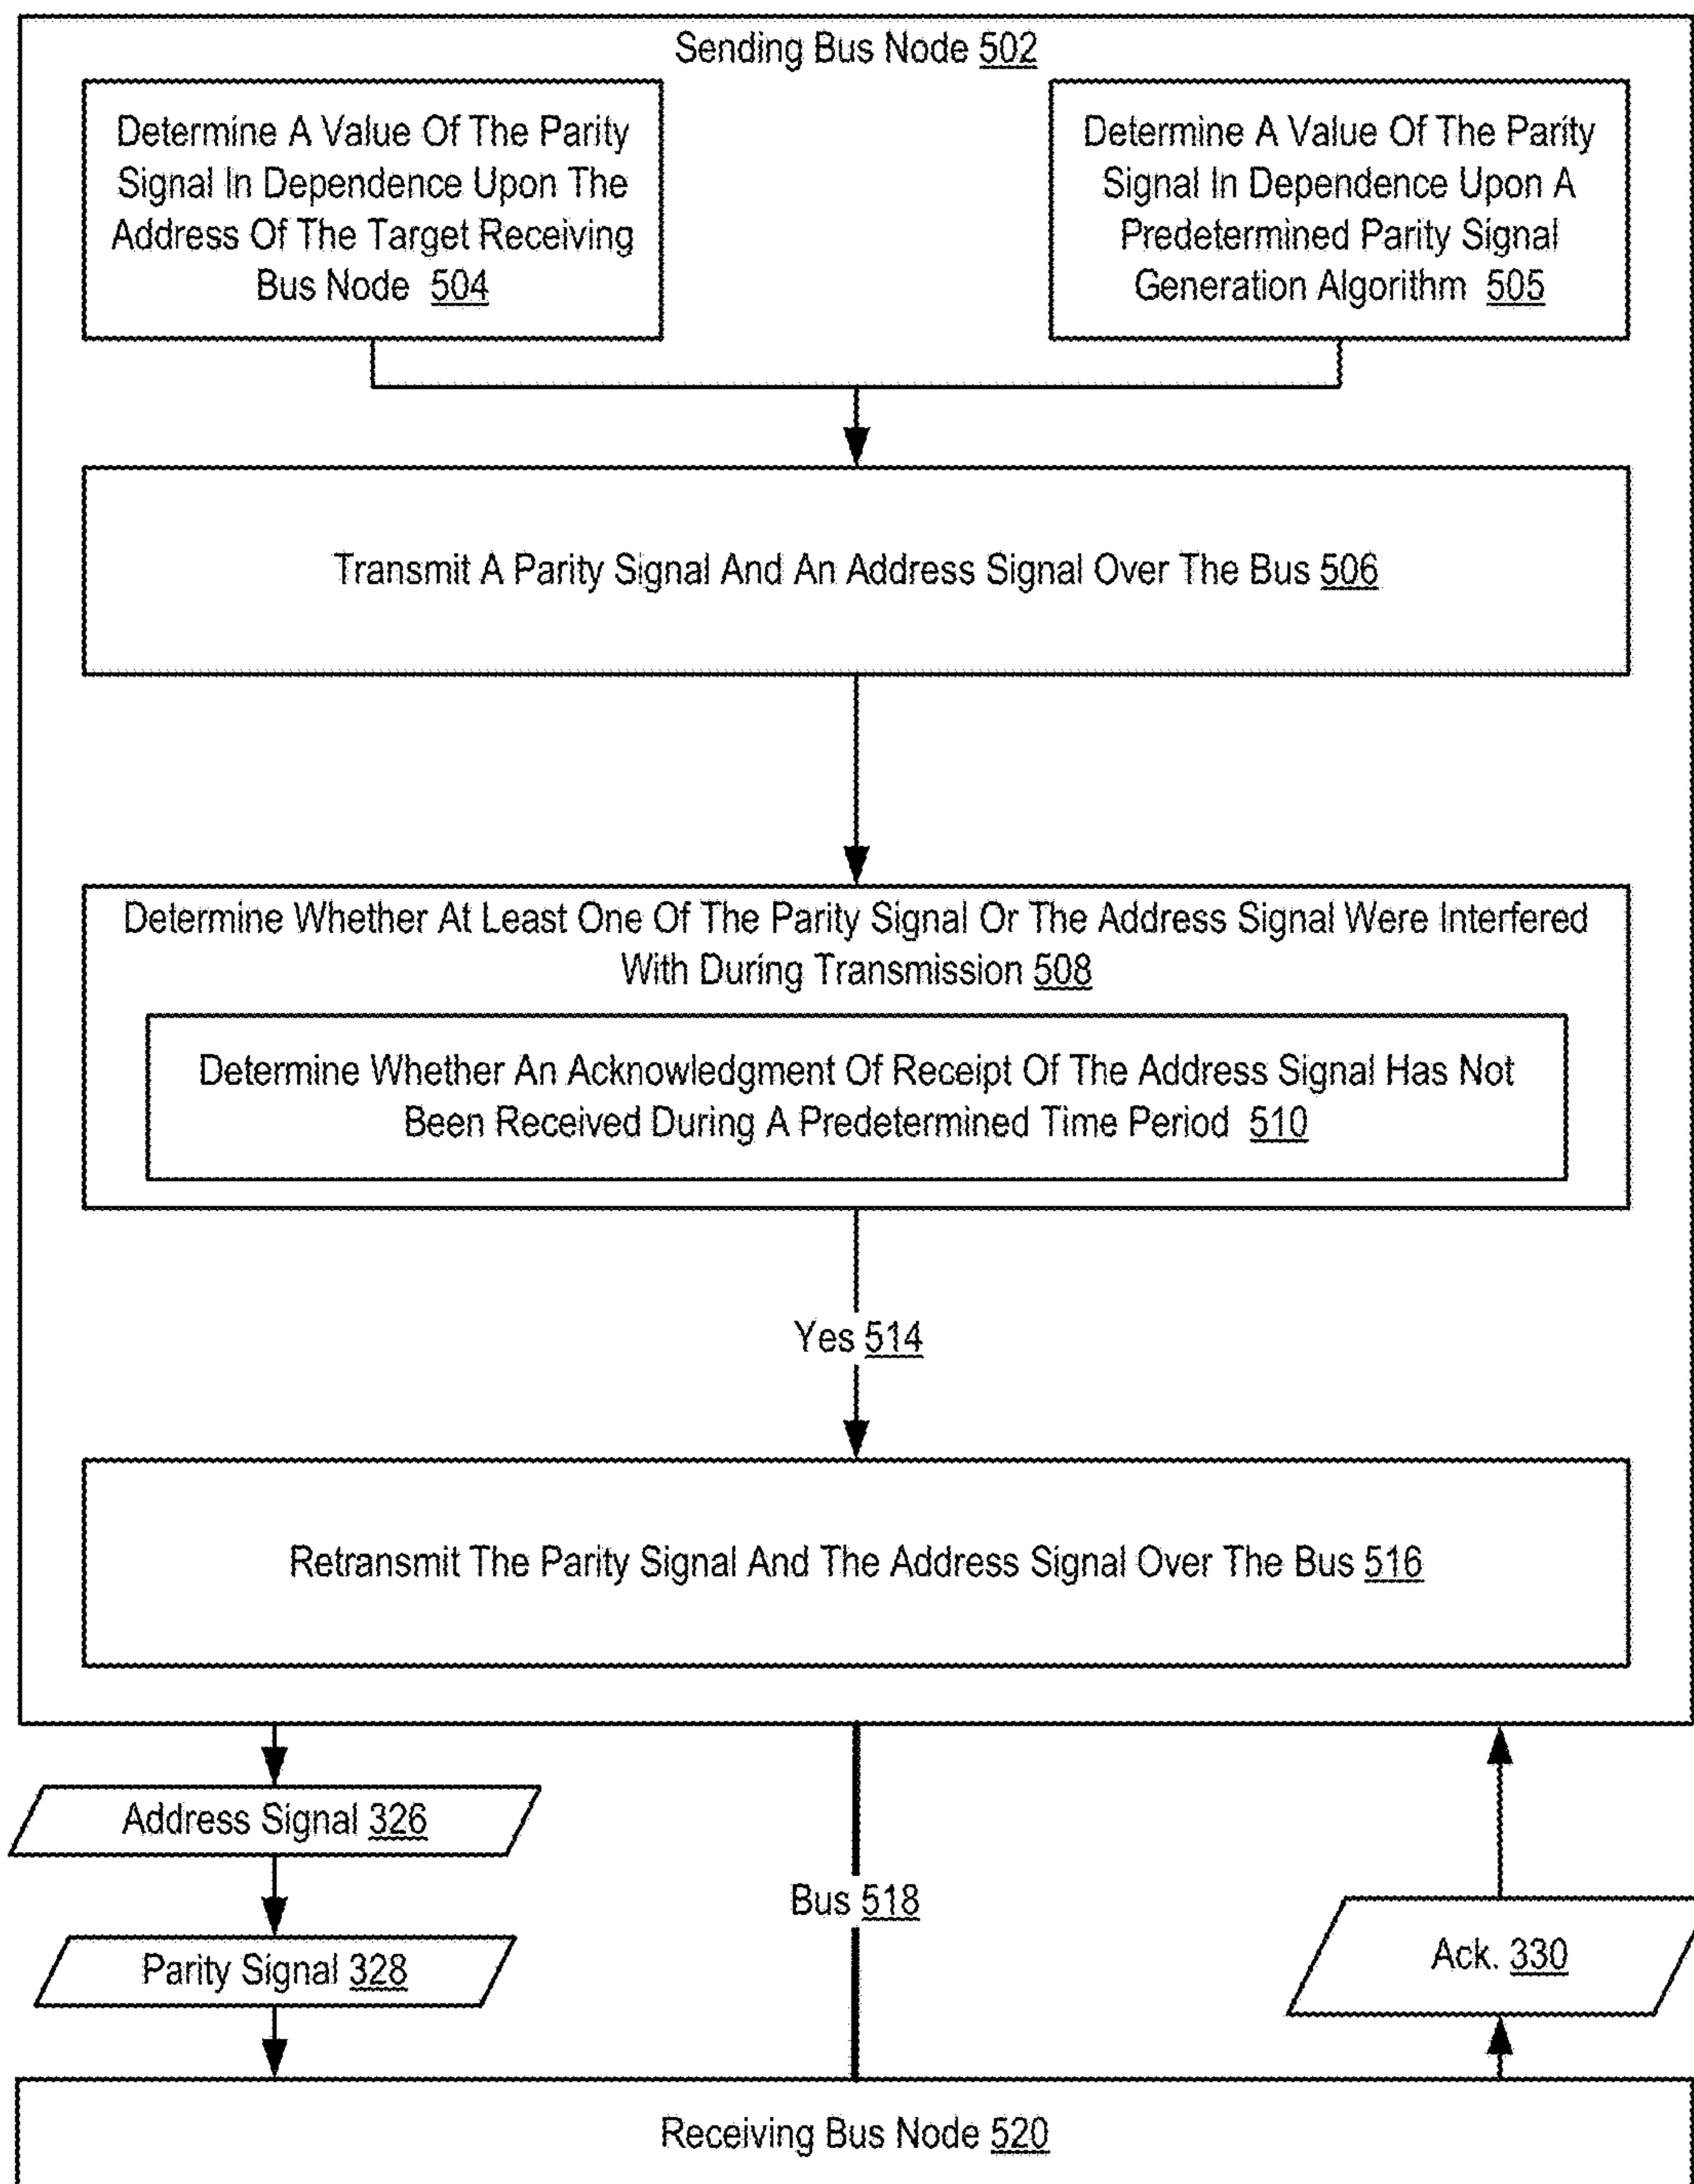 Sending Bus Node 502
Determine A Value Of The Parity
Signal In Dependence Upon The
Address Of The Target Receiving
Bus Node 504
Determine A Value Of The Parity
Signal In Dependence Upon A
Predetermined Parity Signal
Generation Algorithm 505
Transmit A Parity Signal And An Address Signal Over The Bus 506
Determine Whether At Least One Of The Parity Signal Or The Address Signal Were Interfered
With During Transmission 508
Determine Whether An Acknowledgment Of Receipt Of The Address Signal Has Not
Been Received During A Predetermined Time Period 510
Yes 514
Retransmit The Parity Signal And The Address Signal Over The Bus 516
Address Signal 326
Parity Signal 328
Bus 518
Ack. 330
Receiving Bus Node 520